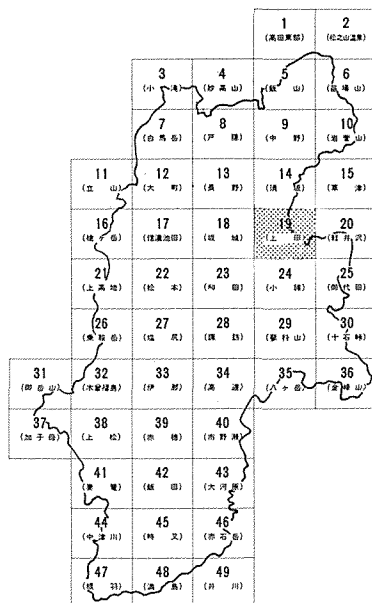 1 2
(高田東部) (松之山温泉)
3 4 5 6
(小滝) (妙高山) (飯山) (苗場山)
7 8 9 10
(白馬岳) (戸隠) (中野) (岩菅山)
11 12 13 14 15
(立山) (大町) (長野) (須坂) (草津)
16 17 18 19 20
(槍ヶ岳) (信濃池田) (坂城) (上田) (軽井沢)
21 22 23 24 25
(上高地) (松本) (和田) (小諸) (御代田)
26 27 28 29 30
(乗鞍岳) (塩尻) (諏訪) (蓼科山) (十石峠)
31 32 33 34 35 36
(御岳山) (木曾福島) (伊那) (高遠) (八ヶ岳) (金峰山)
37 38 39 40
(加子母) (上松) (赤穂) (市野瀬)
41 42 43
(妻籠) (飯田) (大河原)
44 45 46
(中津川) (時又) (赤石岳)
47 48 49
(根羽) (満島) (井川)